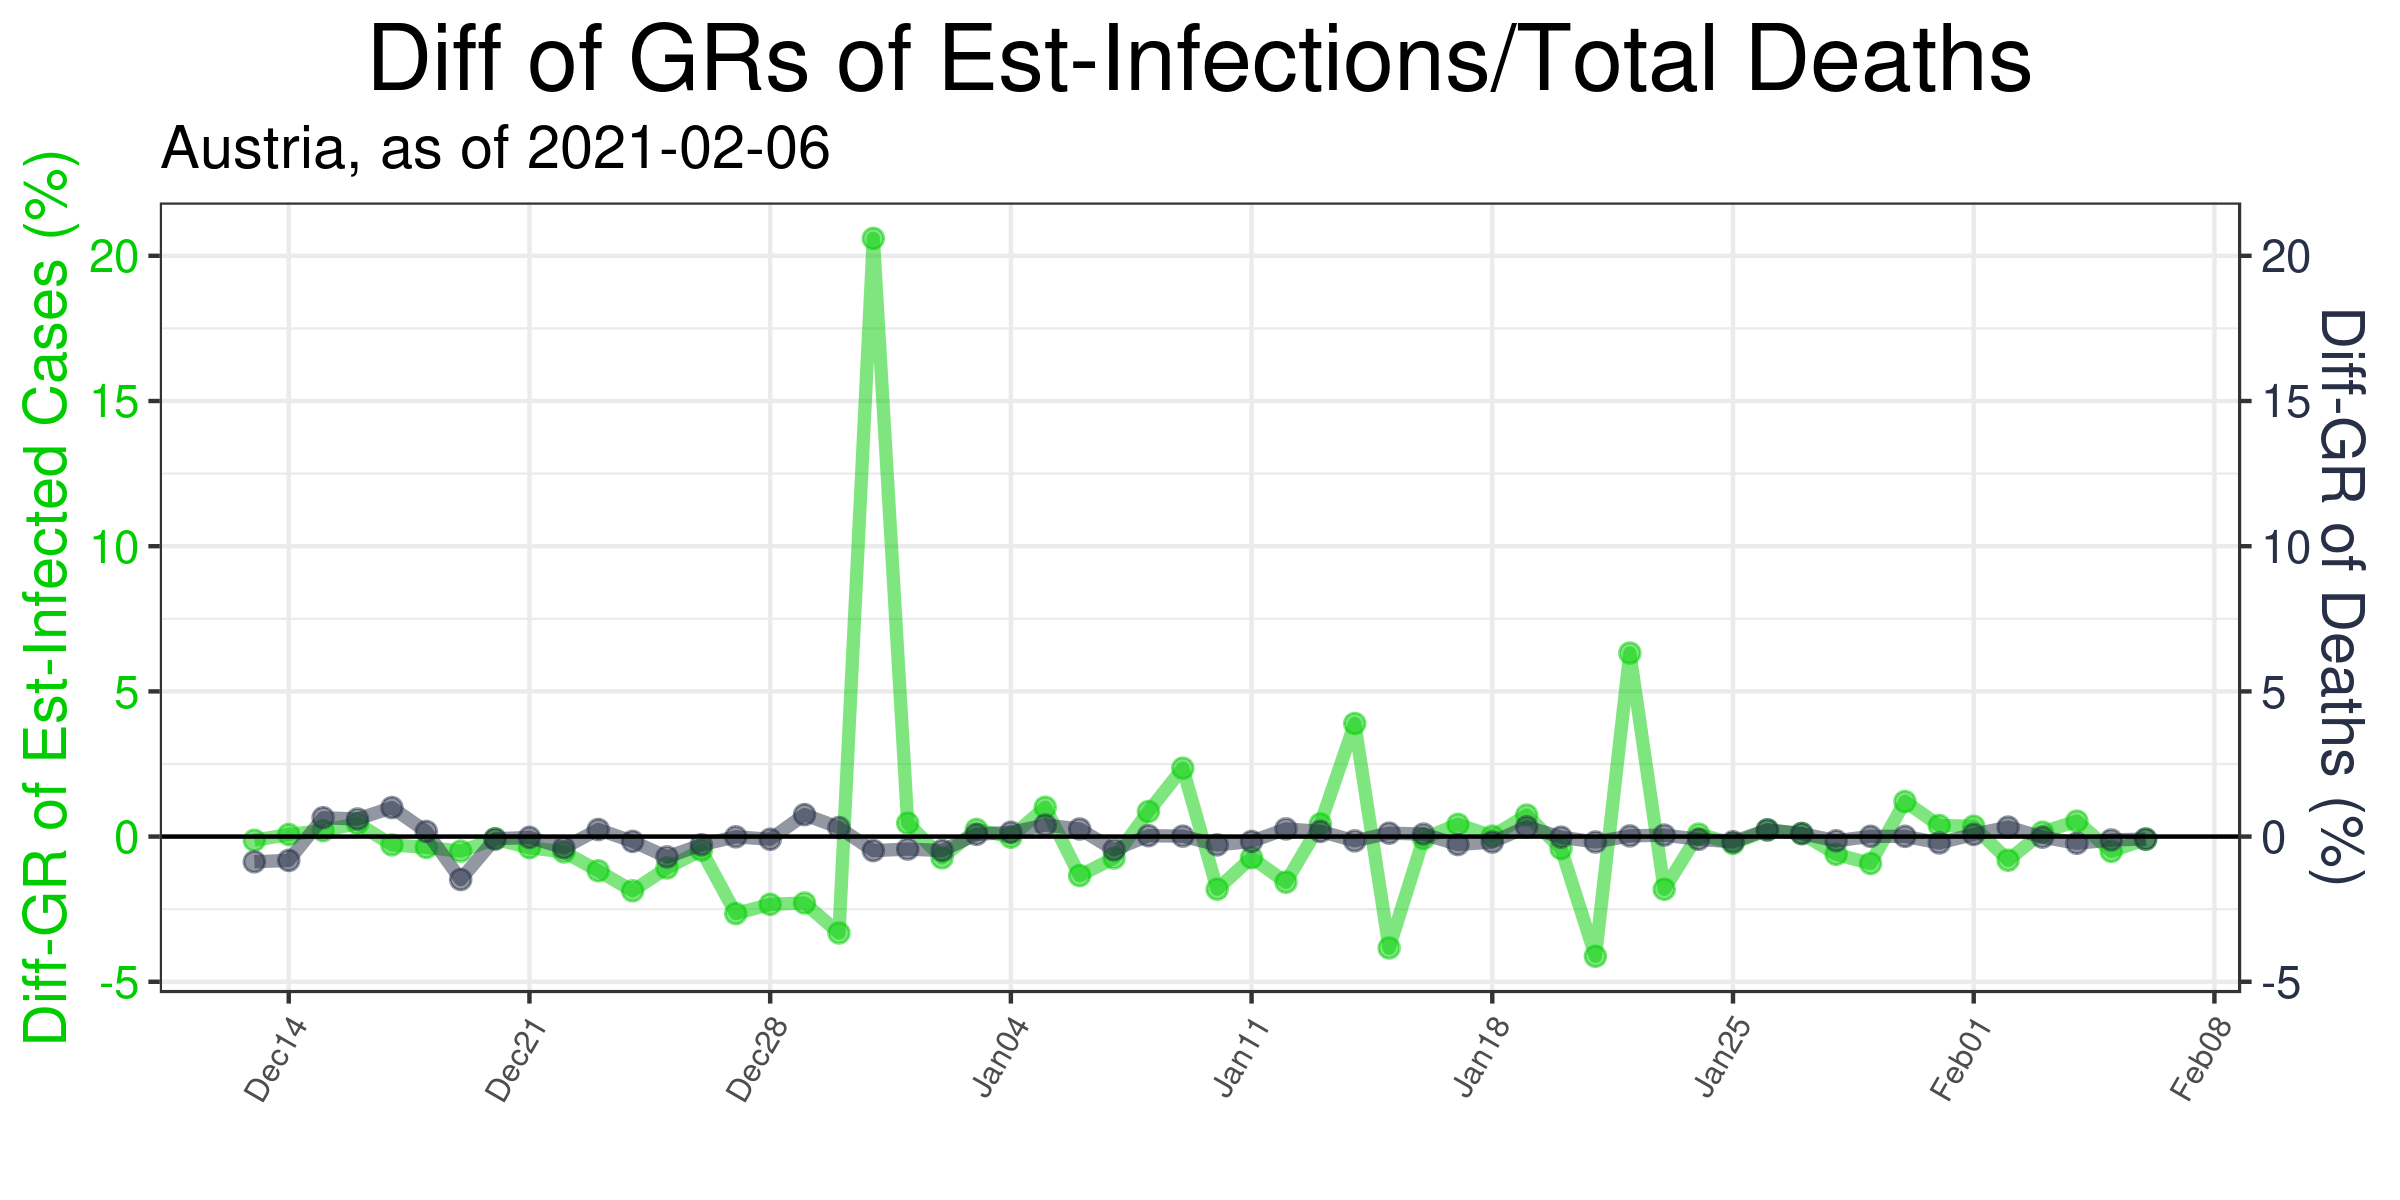 Diff of GRs of Est-Infections/Total Deaths
Austria, as of 2021-02-06
Diff-GR of Est-Infected Cases (%)
20
15
10
5
0
-5
20
15
10
5
0
-5
Diff-GR of Deaths (%)
Dec14
Dec21
Dec28
Jan04
Jan11
Jan18
Jan25
Feb01
Feb08